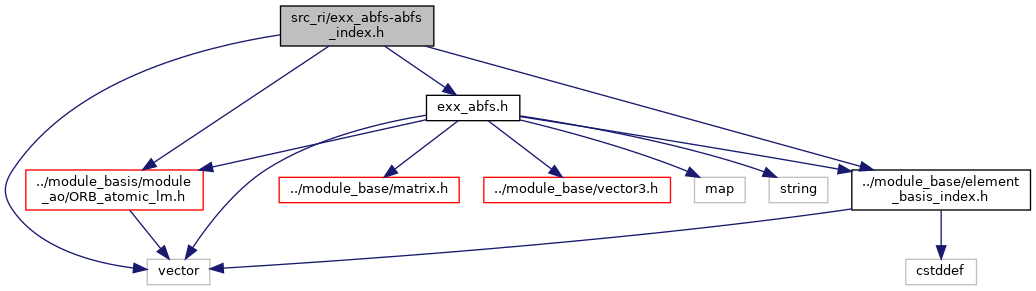 src_ri/exx_abfs-abfs
_index.h
exx_abfs.h
../module_basis/module
_ao/ORB_atomic_lm.h
../module_base/matrix.h
../module_base/vector3.h
map
string
../module_base/element
_basis_index.h
vector
cstddef